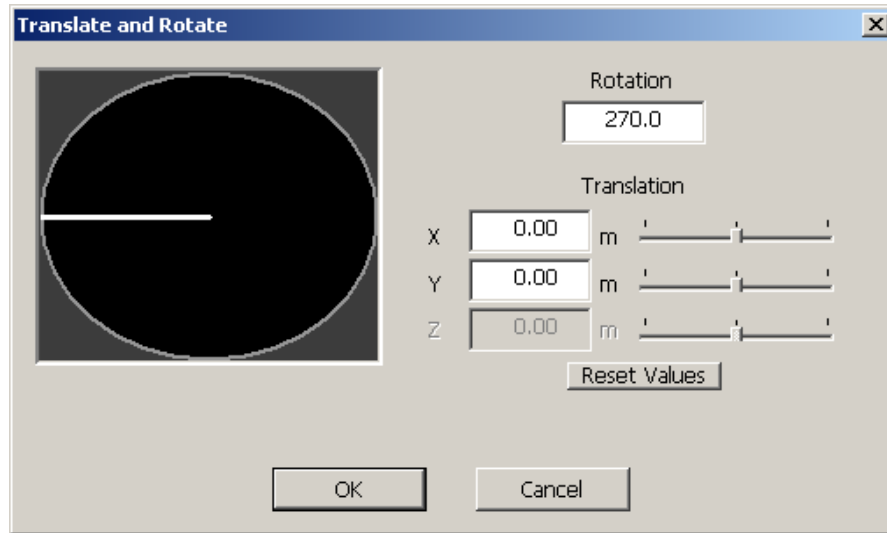 Translate and Rotate
Rotation
270.0
Translation
X 0.00 m
Y 0.00 m
Z 0.00 m
Reset Values
OK Cancel